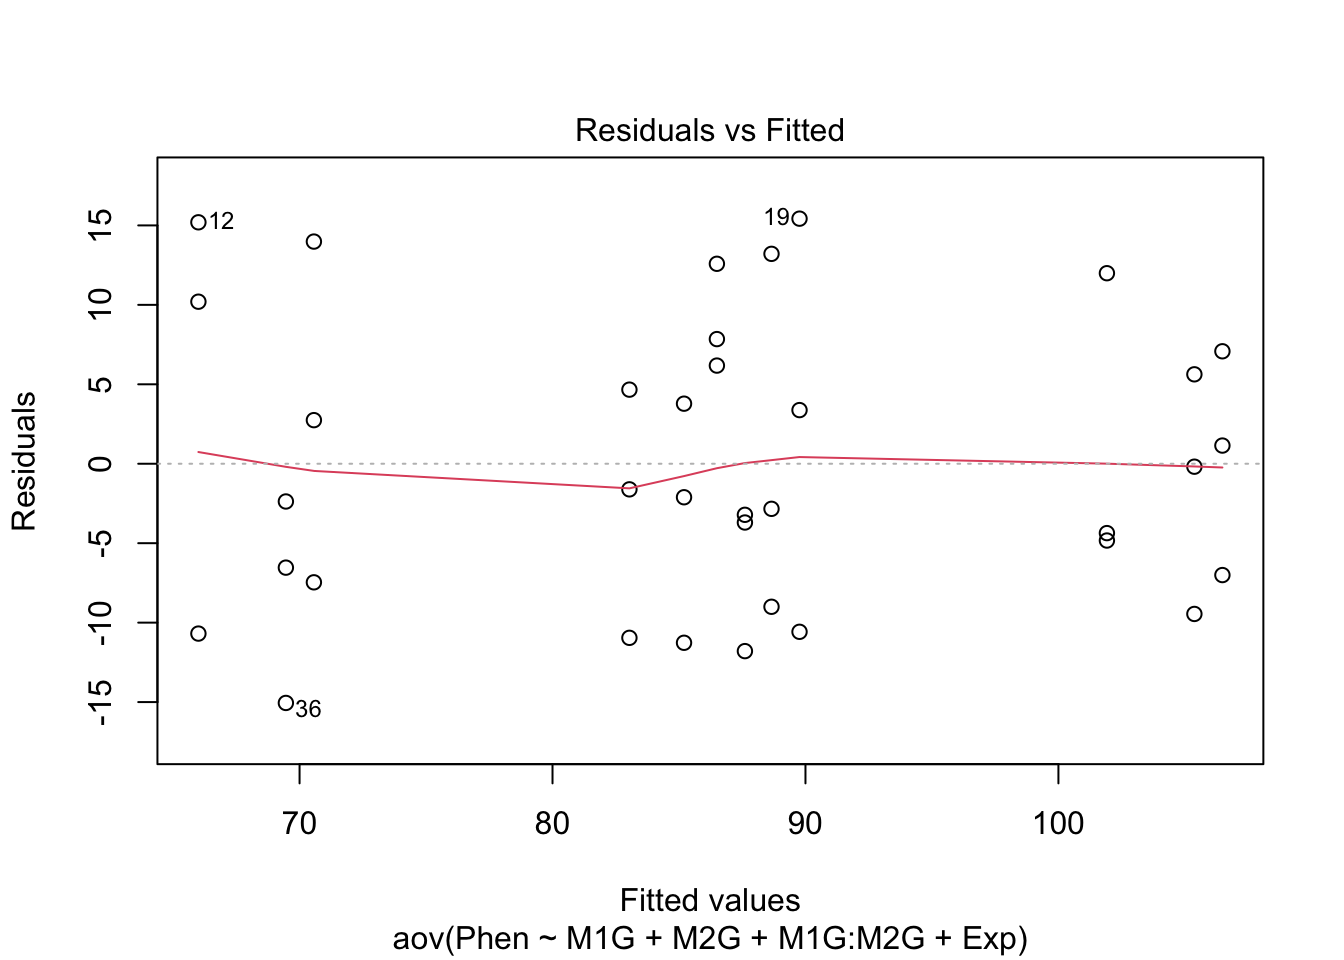 Residuals vs Fitted
15
10
5
0
-5
-10
-15
Residuals
12
19
36
70 80 90 100
Fitted values
aov(Phen ~ M1G + M2G + M1G:M2G + Exp)